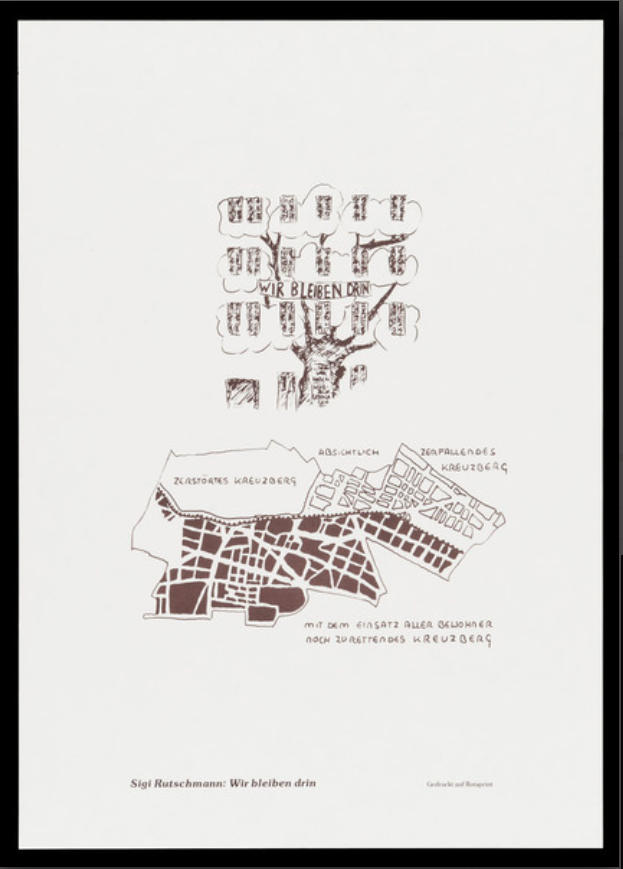 WIR BLEIBEN DRIN
ABSICHTLICH ZERFALLENDES
KREUZBERG
ZERSTÖRTES KREUZBERG
MIT DEM EINSATZ ALLER BEWOHNER
NOCH ZU RETTENDES KREUZBERG
Sigi Rutschmann: Wir bleiben drin
Gedruckt auf Rotaprint